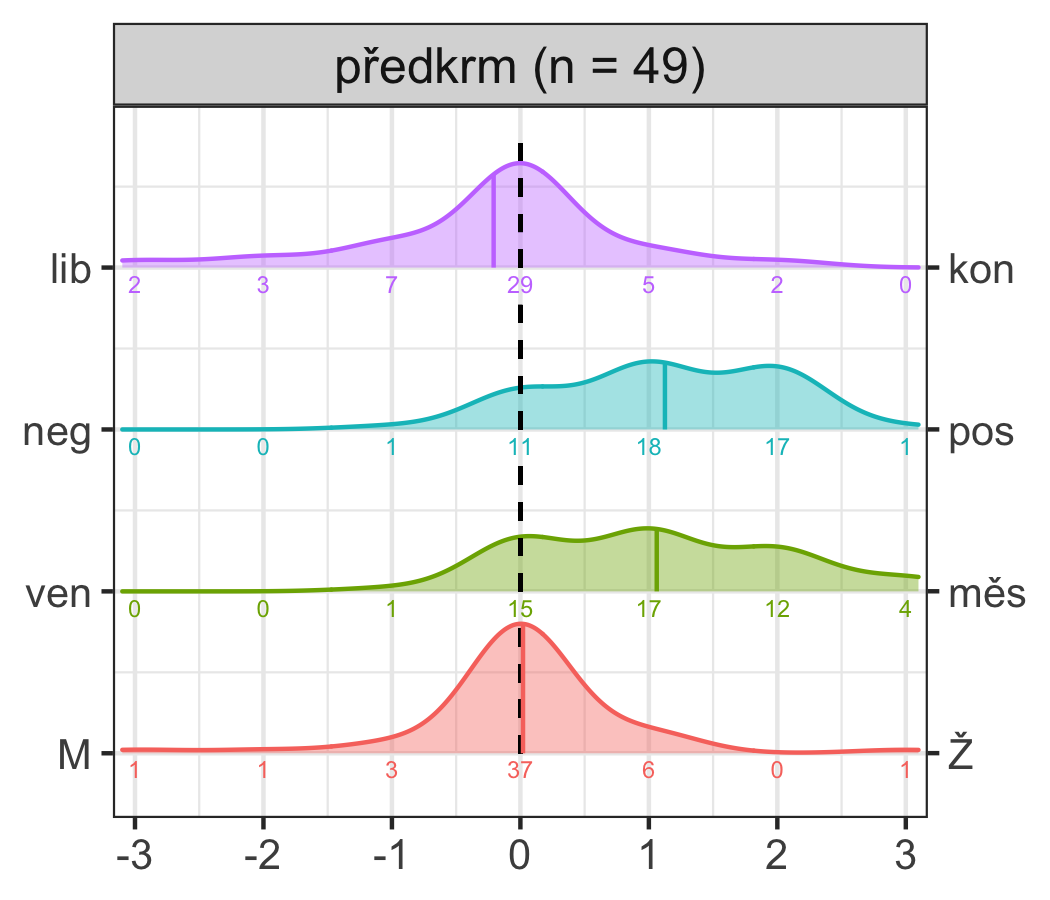 předkrm (n = 49)
lib kon
2 3 7 29 5 2 0
neg pos
0 0 1 11 18 17 1
ven měs
0 0 1 15 17 12 4
M Ž
1 1 3 37 6 0 1
-3 -2 -1 0 1 2 3